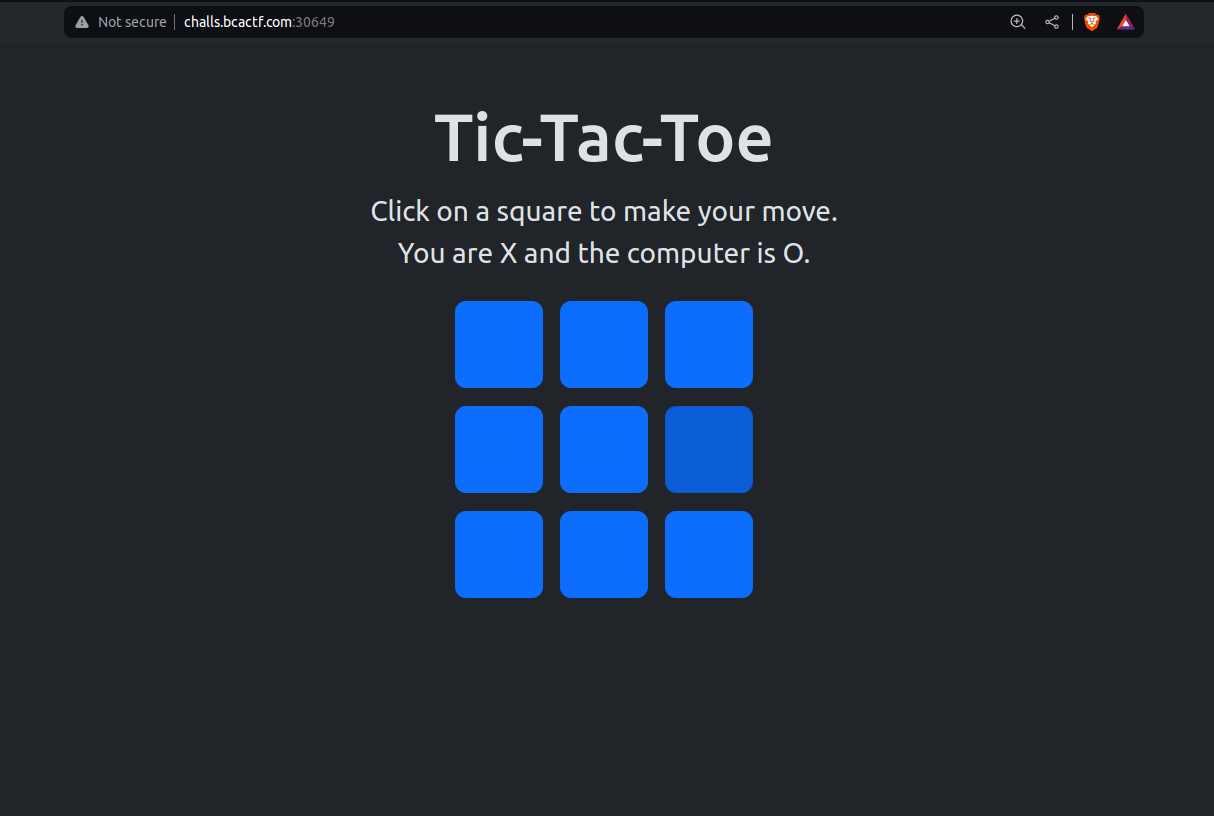 Not secure challs.bcactf.com:30649
Tic-Tac-Toe
Click on a square to make your move.
You are X and the computer is O.